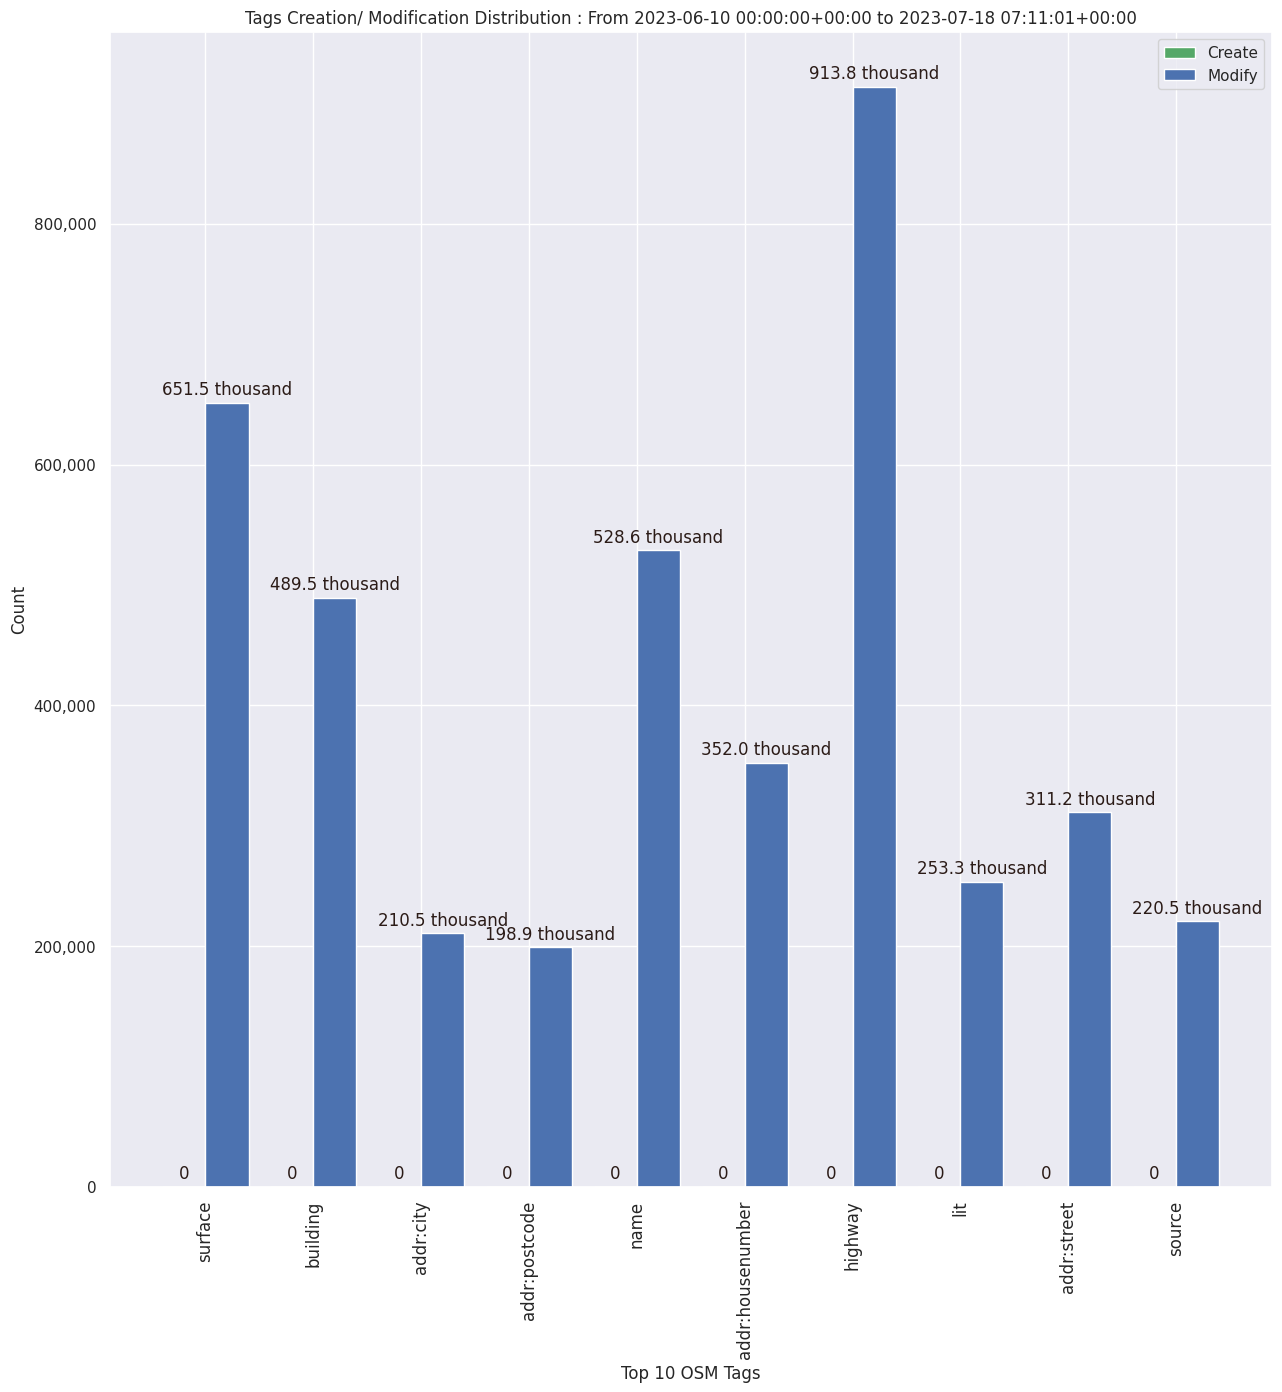 Tags Creation/ Modification Distribution : From 2023-06-10 00:00:00+00:00 to 2023-07-18 07:11:01+00:00
Create
Modify
913.8 thousand
800,000
651.5 thousand
600,000
528.6 thousand
489.5 thousand
Count
400,000
352.0 thousand
311.2 thousand
253.3 thousand
210.5 thousand
220.5 thousand
198.9 thousand
200,000
0 0 0 0 0 0 0 0 0 0
0
surface
building
addr:city
addr:postcode
name
addr:housenumber
highway
lit
addr:street
source
Top 10 OSM Tags